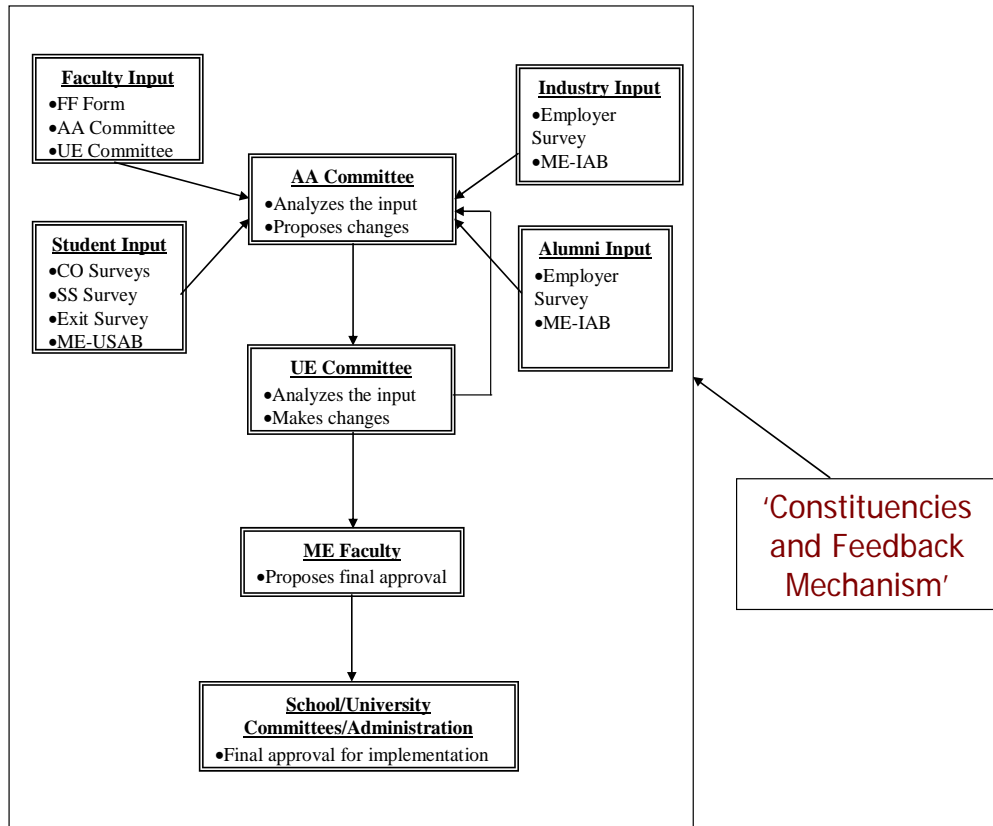 Faculty Input
•FF Form
•AA Committee
•UE Committee
Industry Input
•Employer
Survey
•ME-IAB
AA Committee
•Analyzes the input
•Proposes changes
Student Input
•CO Surveys
•SS Survey
•Exit Survey
•ME-USAB
Alumni Input
•Employer
Survey
•ME-IAB
UE Committee
•Analyzes the input
•Makes changes
ME Faculty
•Proposes final approval
School/University
Committees/Administration
•Final approval for implementation
‘Constituencies
and Feedback
Mechanism’